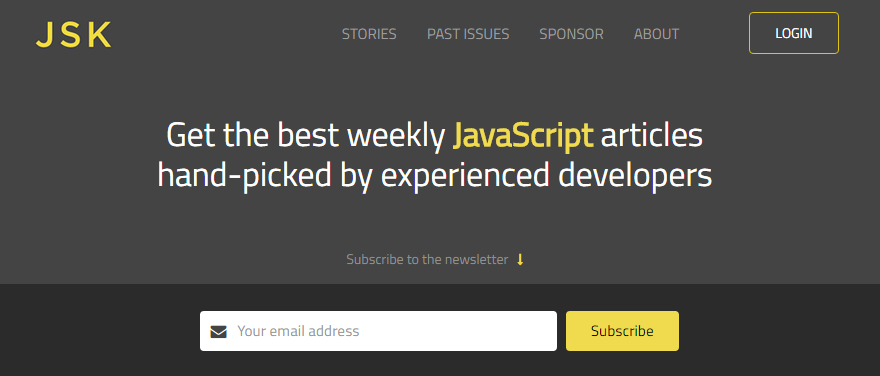 JSK
STORIES PAST ISSUES SPONSOR ABOUT LOGIN
Get the best weekly JavaScript articles
hand-picked by experienced developers
Subscribe to the newsletter
Your email address Subscribe